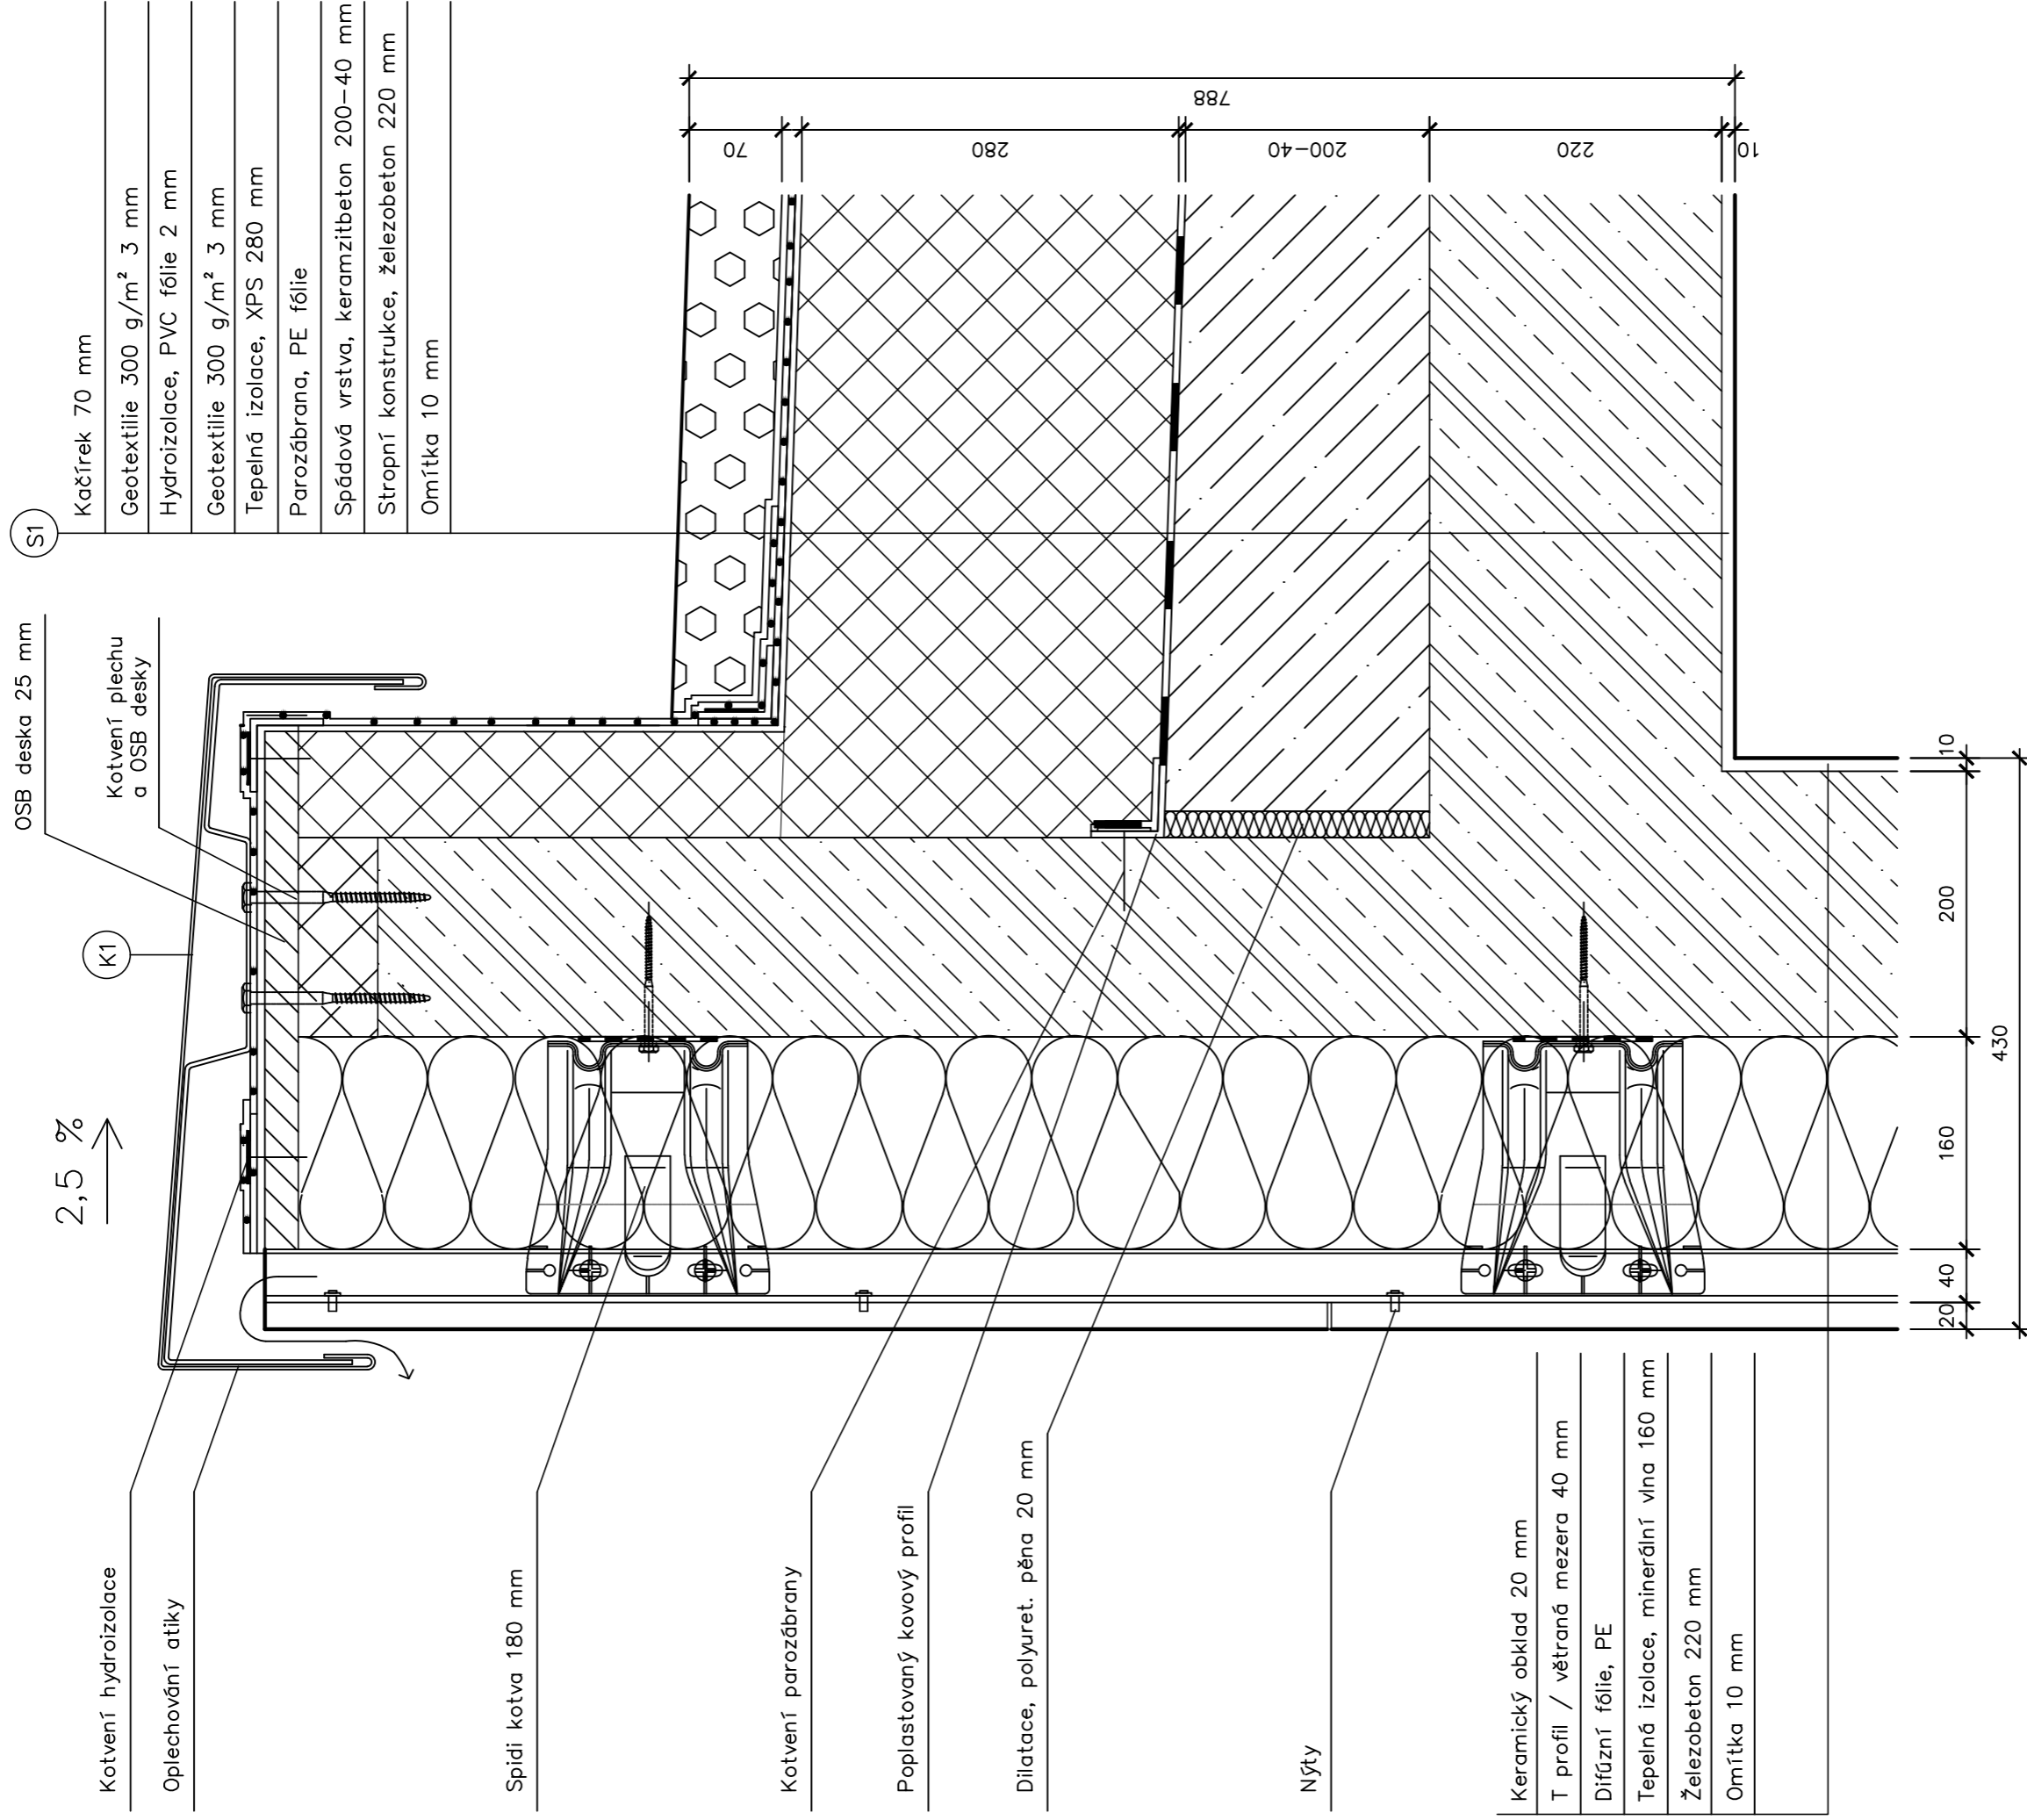 S1
Kačírek 70 mm
Geotextilie 300 g/m² 3 mm
Hydroizolace, PVC fólie 2 mm
Geotextilie 300 g/m² 3 mm
Tepelná izolace, XPS 280 mm
Parozábrana, PE fólie
Spádová vrstva, keramzitbeton 200-40 mm
Stropní konstrukce, železobeton 220 mm
Omítka 10 mm
OSB deska 25 mm
Kotvení plechu
a OSB desky
K1
2,5 %
Kotvení hydroizolace
Oplechování atiky
Spidi kotva 180 mm
Kotvení parozábrany
Poplastovaný kovový profil
Dilatace, polyuret. pěna 20 mm
Nýty
Keramický obklad 20 mm
T profil / větraná mezera 40 mm
Difúzní fólie, PE
Tepelná izolace, minerální vlna 160 mm
Železobeton 220 mm
Omítka 10 mm
70
280
200-40
220
10
788
20
40
160
200
10
430